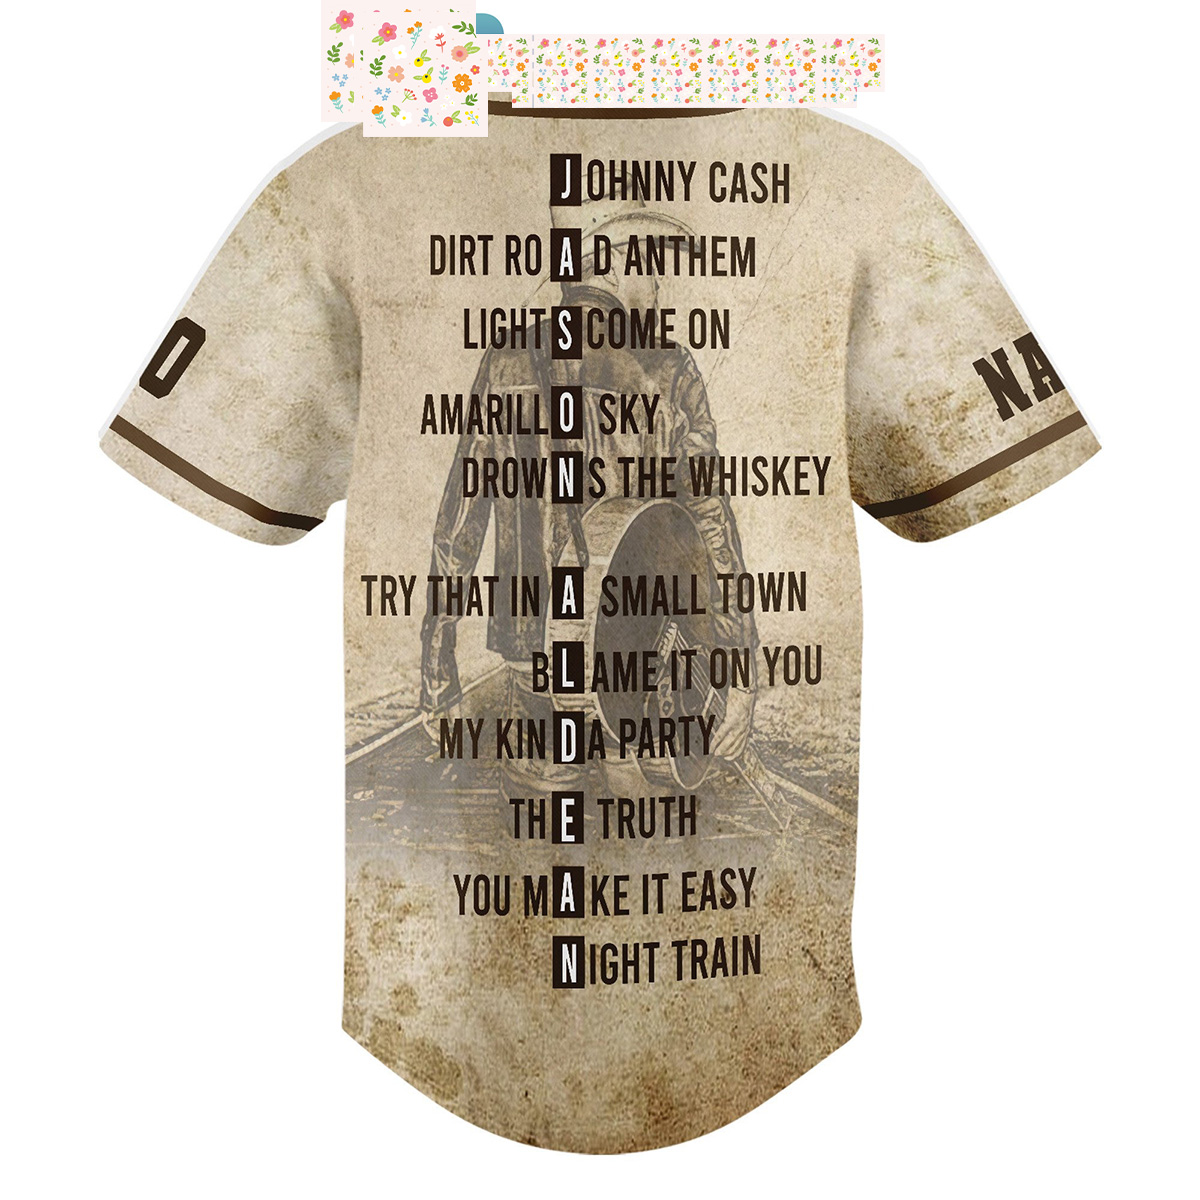 JOHNNY CASH
DIRT ROAD ANTHEM
LIGHTS COME ON
O
NA
AMARILLO SKY
DROWNS THE WHISKEY
TRY THAT IN A SMALL TOWN
BLAME IT ON YOU
MY KINDA PARTY
THE TRUTH
YOU MAKE IT EASY
NIGHT TRAIN